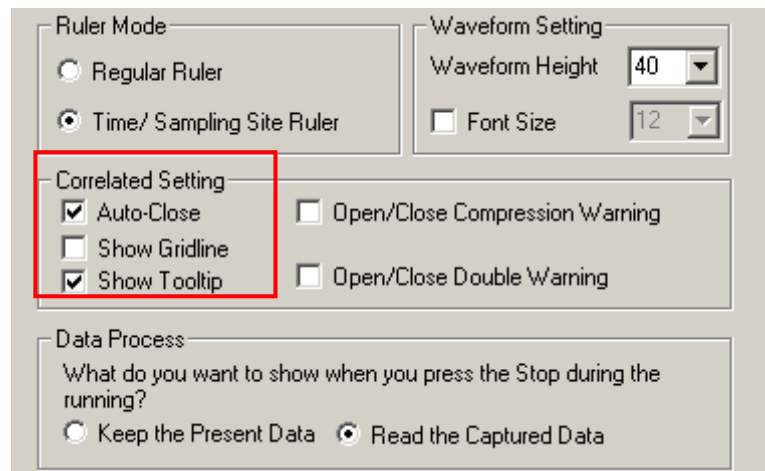 Ruler Mode
Regular Ruler
Time/ Sampling Site Ruler
Waveform Setting
Waveform Height 40
Font Size 12
Correlated Setting
Auto-Close
Show Gridline
Show Tooltip
Open/Close Compression Warning
Open/Close Double Warning
Data Process
What do you want to show when you press the Stop during the
running?
Keep the Present Data Read the Captured Data